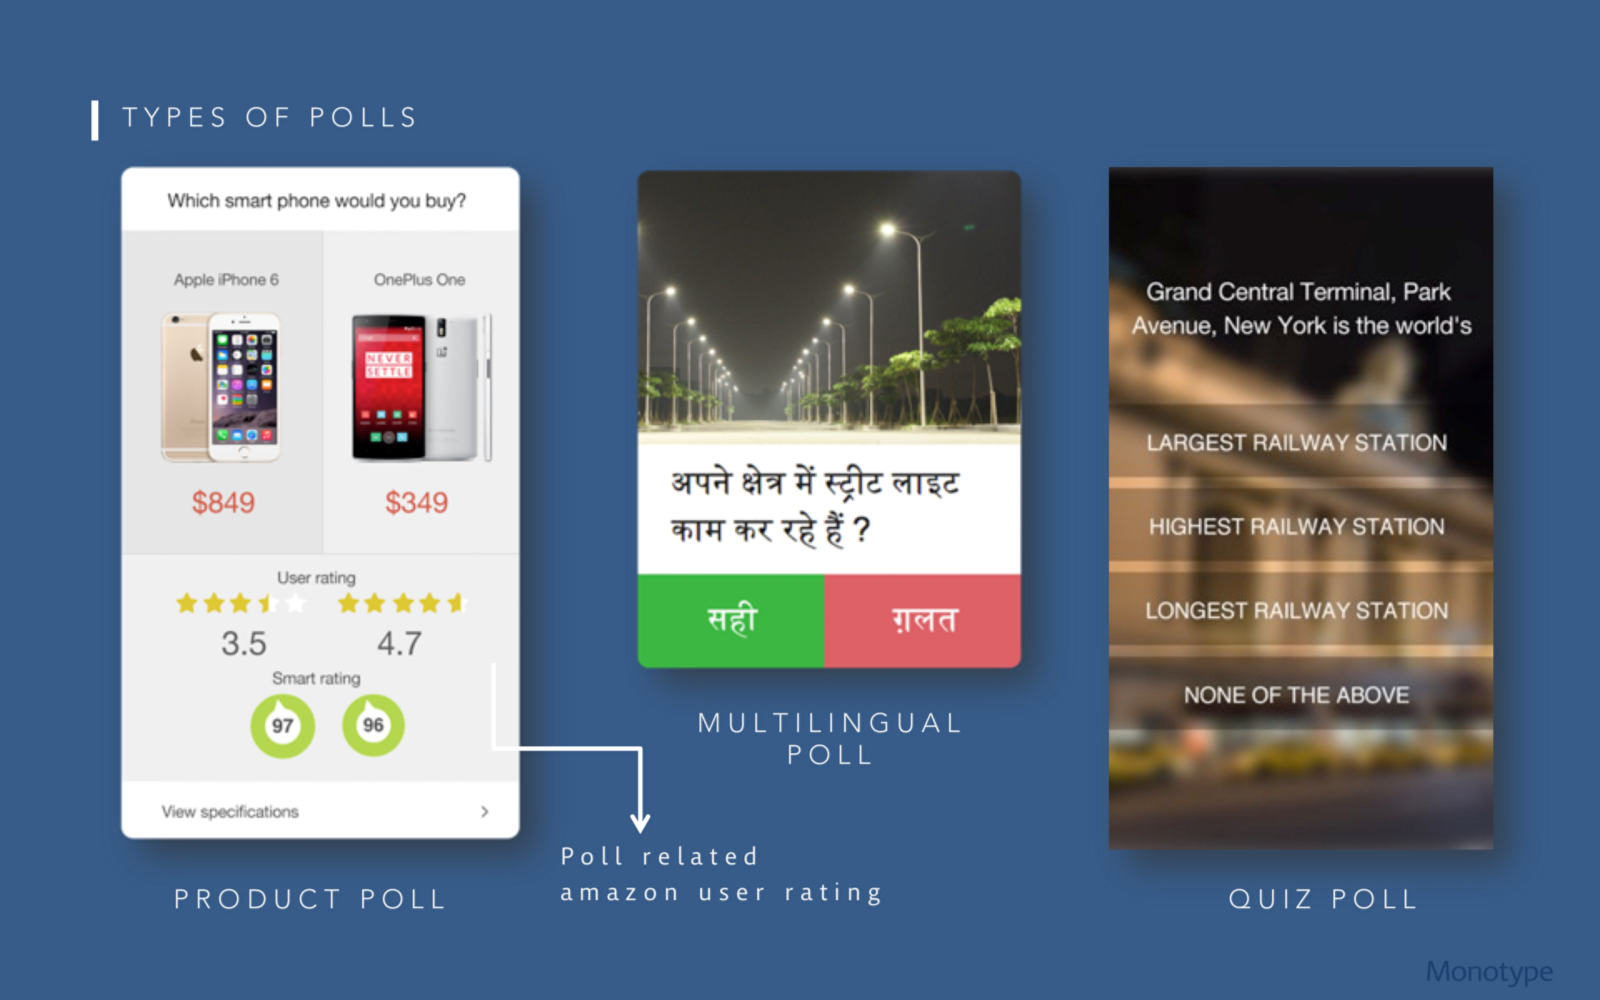 TYPES OF POLLS
Which smart phone would you buy?
Apple iPhone 6
OnePlus One
NEVER
SETTLE
$849
$349
User rating
3.5
4.7
Smart rating
97
96
View specifications
PRODUCT POLL
Poll related
amazon user rating
अपने क्षेत्र में स्ट्रीट लाइट
काम कर रहे हैं ?
सही
ग़लत
MULTILINGUAL
POLL
Grand Central Terminal, Park
Avenue, New York is the world's
LARGEST RAILWAY STATION
HIGHEST RAILWAY STATION
LONGEST RAILWAY STATION
NONE OF THE ABOVE
QUIZ POLL
Monotype